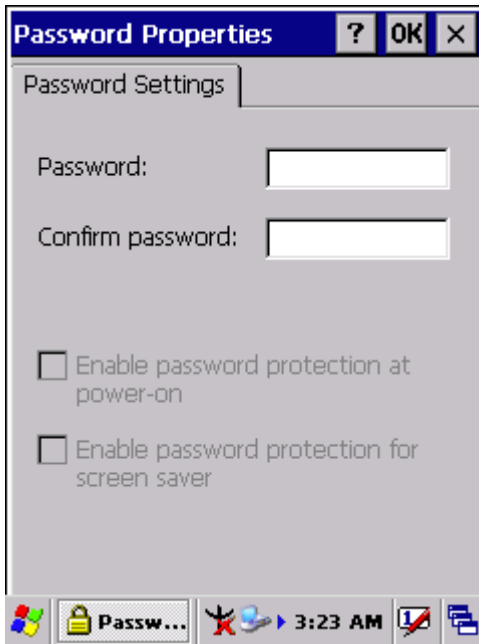 Password Properties ? OK ×
Password Settings
Password:
Confirm password:
Enable password protection at
power-on
Enable password protection for
screen saver
Passw... 3:23 AM